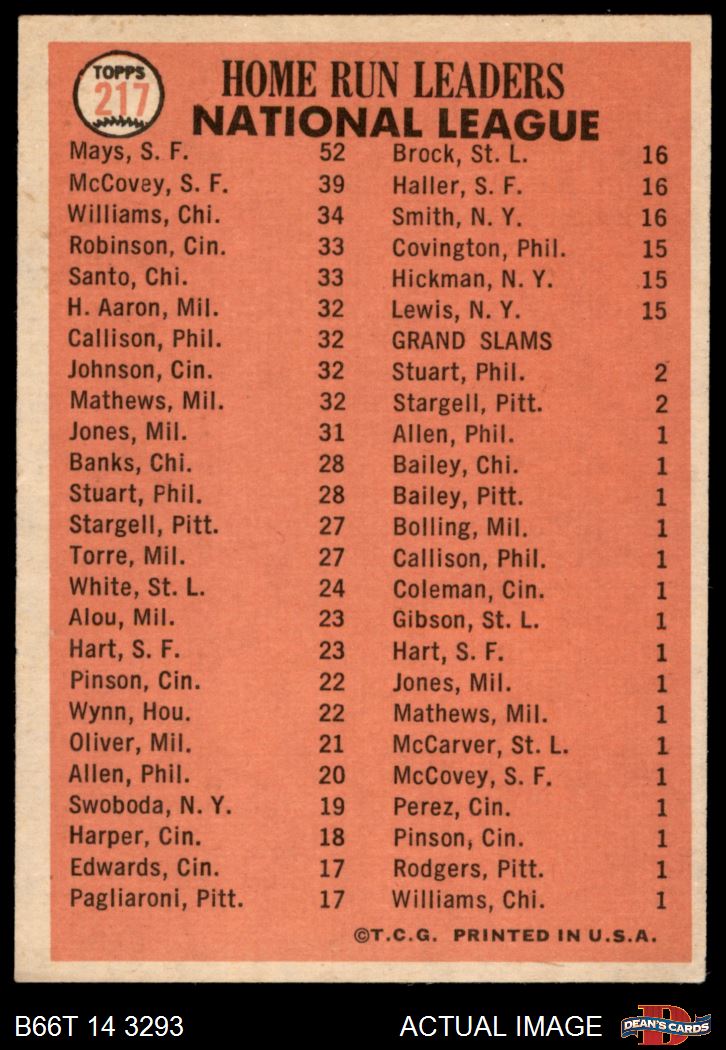 TOPPS
217
HOME RUN LEADERS
NATIONAL LEAGUE
Mays, S. F. 52
McCovey, S. F. 39
Williams, Chi. 34
Robinson, Cin. 33
Santo, Chi. 33
H. Aaron, Mil. 32
Callison, Phil. 32
Johnson, Cin. 32
Mathews, Mil. 32
Jones, Mil. 31
Banks, Chi. 28
Stuart, Phil. 28
Stargell, Pitt. 27
Torre, Mil. 27
White, St. L. 24
Alou, Mil. 23
Hart, S. F. 23
Pinson, Cin. 22
Wynn, Hou. 22
Oliver, Mil. 21
Allen, Phil. 20
Swoboda, N. Y. 19
Harper, Cin. 18
Edwards, Cin. 17
Pagliaroni, Pitt. 17
Brock, St. L. 16
Haller, S. F. 16
Smith, N. Y. 16
Covington, Phil. 15
Hickman, N. Y. 15
Lewis, N. Y. 15
GRAND SLAMS
Stuart, Phil. 2
Stargell, Pitt. 2
Allen, Phil. 1
Bailey, Chi. 1
Bailey, Pitt. 1
Bolling, Mil. 1
Callison, Phil. 1
Coleman, Cin. 1
Gibson, St. L. 1
Hart, S. F. 1
Jones, Mil. 1
Mathews, Mil. 1
McCarver, St. L. 1
McCovey, S. F. 1
Perez, Cin. 1
Pinson, Cin. 1
Rodgers, Pitt. 1
Williams, Chi. 1
©T.C.G. PRINTED IN U.S.A.
B66T 14 3293
ACTUAL IMAGE
D
DEAN'S CARDS